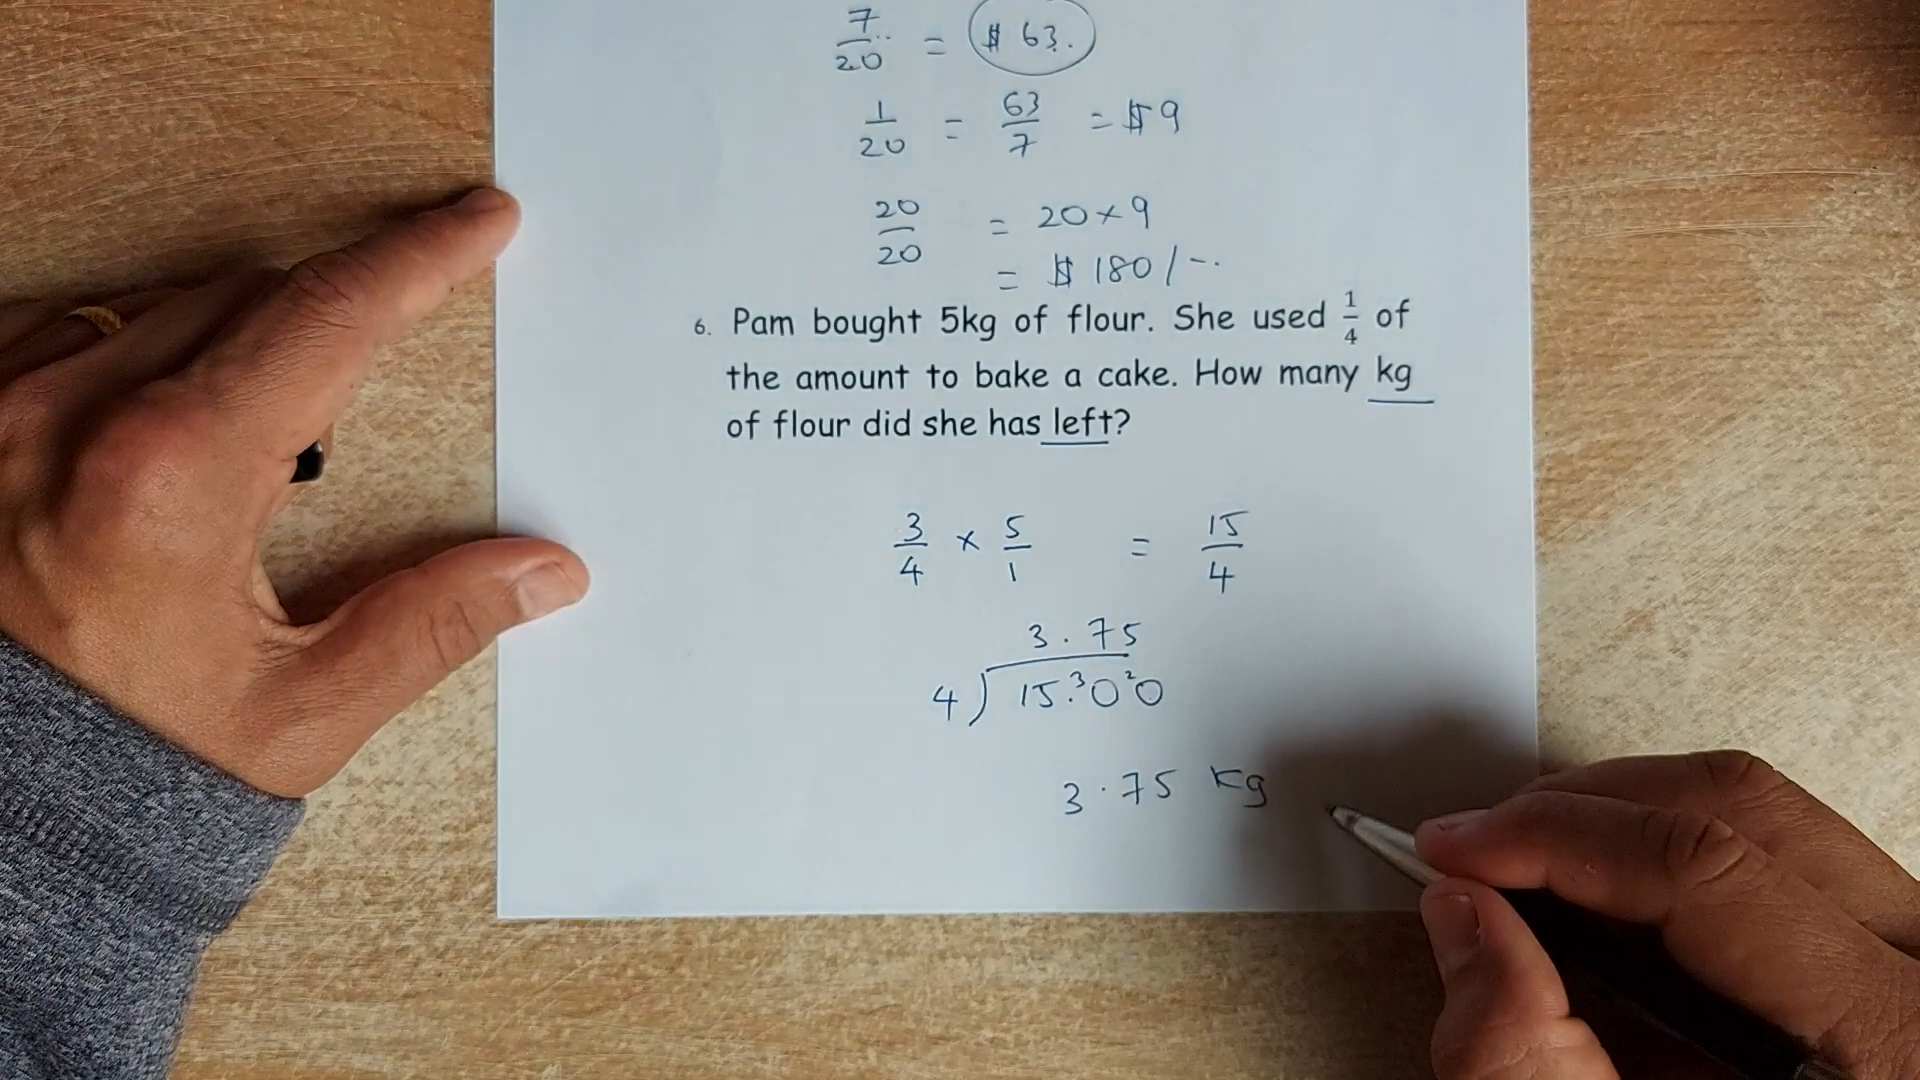 7/20 = $ 63.
1/20 = 63/7 = $9
20/20 = 20 × 9
= $ 180/-.
6. Pam bought 5kg of flour. She used 1/4 of
the amount to bake a cake. How many kg
of flour did she has left?
3/4 × 5/1 = 15/4
3.75
4) 15.³0²0
3.75 kg